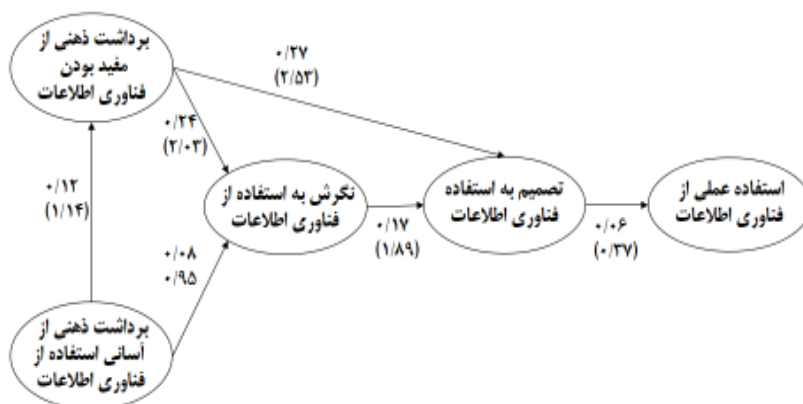 برداشت ذهنی از
مفید بودن
فناوری اطلاعات
۰/۲۷
(۲/۵۳)
۰/۲۴
(۲/۰۳)
۰/۱۲
(۱/۱۴)
نگرش به استفاده از
فناوری اطلاعات
تصمیم به استفاده
فناوری اطلاعات
استفاده عملی از
فناوری اطلاعات
۰/۱۷
(۱/۸۹)
۰/۰۶
(۰/۳۷)
۰/۰۸
۰/۹۵
برداشت ذهنی از
آسانی استفاده از
فناوری اطلاعات